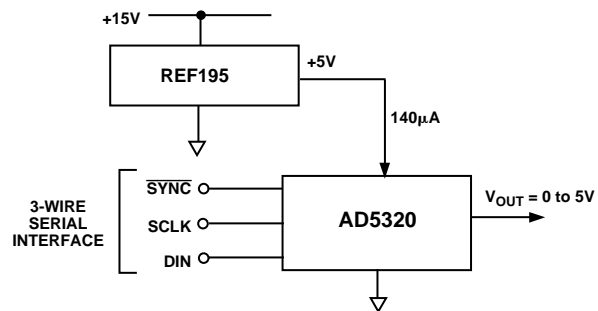 +15V
REF195
+5V
140μA
3-WIRE
SERIAL
INTERFACE
SYNC
SCLK
DIN
AD5320
VOUT = 0 to 5V